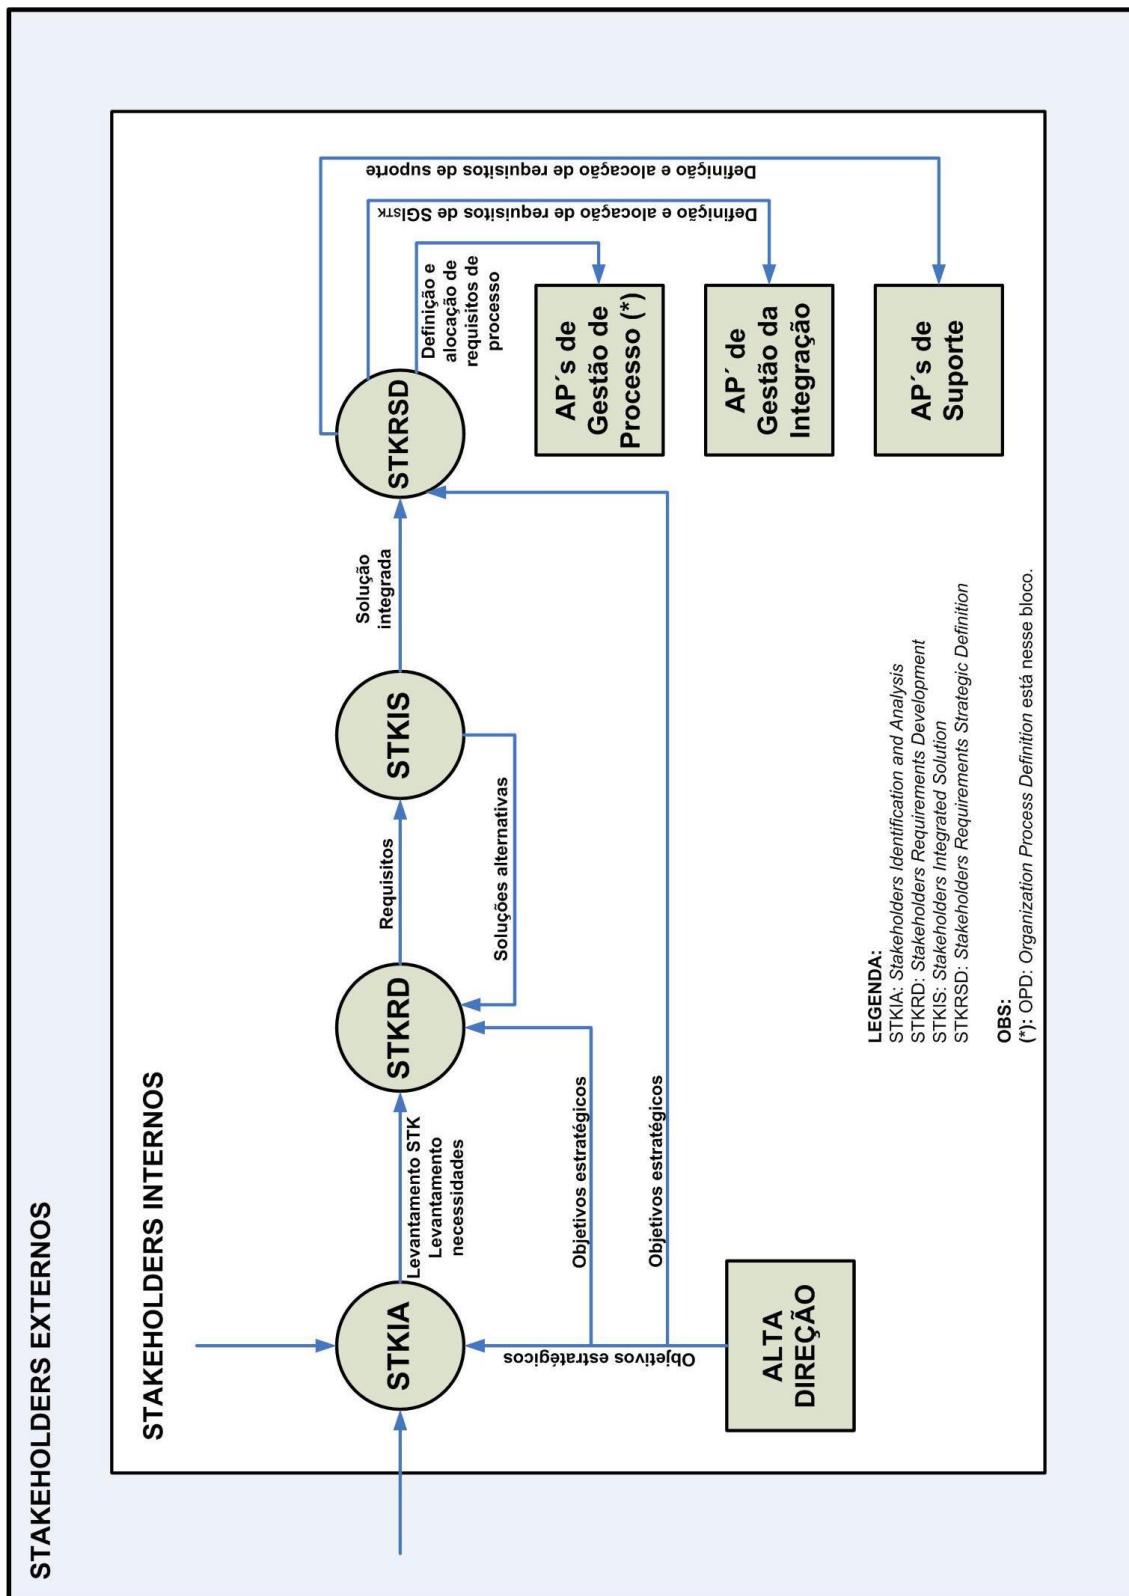 STAKEHOLDERS EXTERNOS
STAKEHOLDERS INTERNOS
STKIA
Levantamento STK
Levantamento
necessidades
STKRD
Requisitos
STKIS
Solução
integrada
STKRSD
Soluções alternativas
Objetivos estratégicos
Objetivos estratégicos
Objetivos estratégicos
ALTA
DIREÇÃO
Definição e
alocação de
requisitos de
processo
Definição e alocação de requisitos de SGISTK
Definição e alocação de requisitos de suporte
AP´s de
Gestão de
Processo (*)
AP´ de
Gestão da
Integração
AP´s de
Suporte
LEGENDA:
STKIA: Stakeholders Identification and Analysis
STKRD: Stakeholders Requirements Development
STKIS: Stakeholders Integrated Solution
STKRSD: Stakeholders Requirements Strategic Definition
OBS:
(*): OPD: Organization Process Definition está nesse bloco.